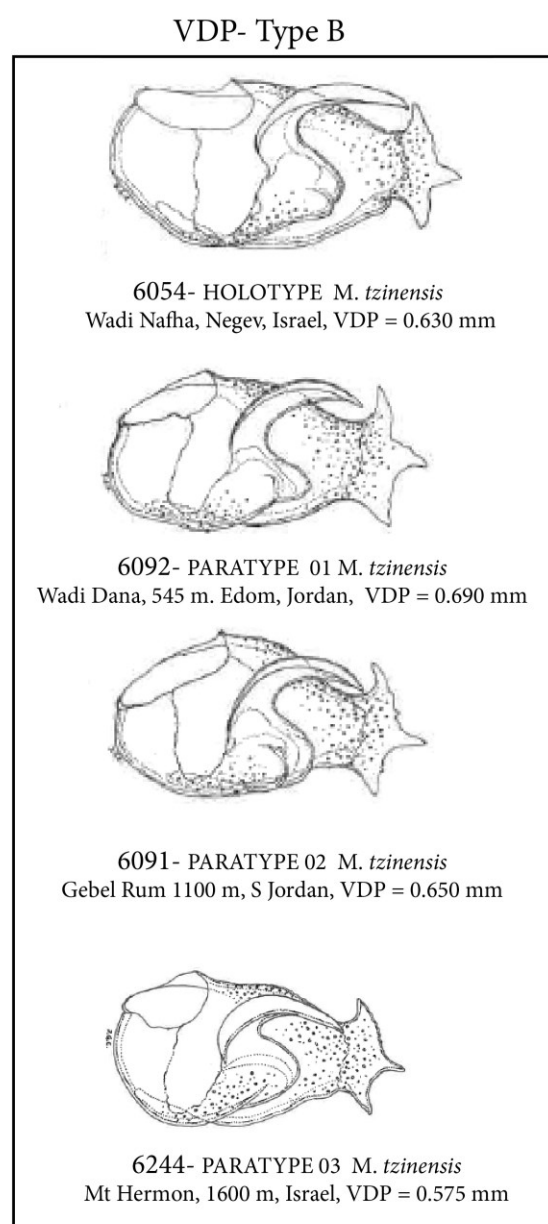 VDP- Type B
6054- HOLOTYPE M. tzinensis
Wadi Nafha, Negev, Israel, VDP = 0.630 mm
6092- PARATYPE 01 M. tzinensis
Wadi Dana, 545 m. Edom, Jordan, VDP = 0.690 mm
6091- PARATYPE 02 M. tzinensis
Gebel Rum 1100 m, S Jordan, VDP = 0.650 mm
6244- PARATYPE 03 M. tzinensis
Mt Hermon, 1600 m, Israel, VDP = 0.575 mm